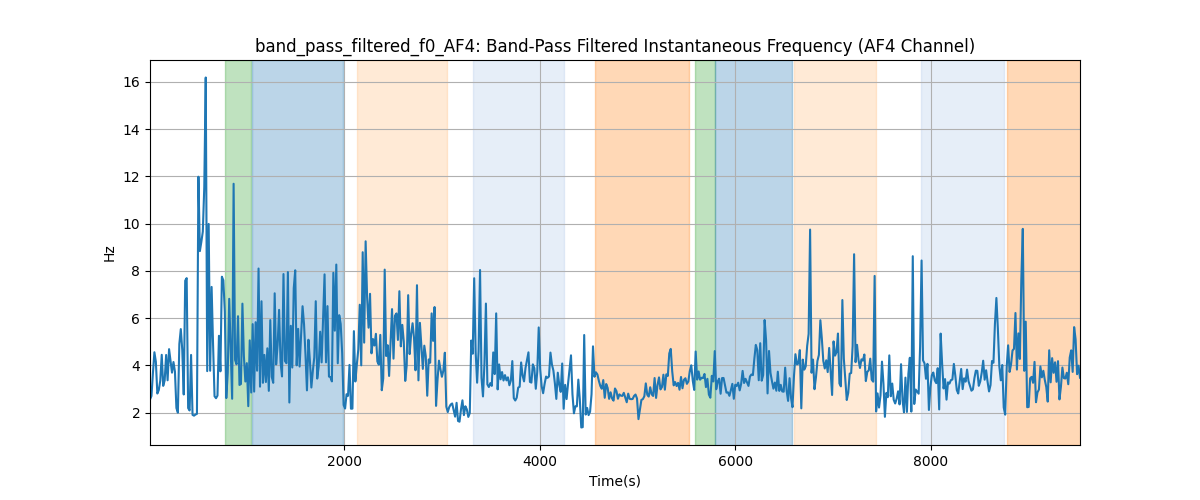 band_pass_filtered_f0_AF4: Band-Pass Filtered Instantaneous Frequency (AF4 Channel)
16
14
12
10
8
6
4
2
Hz
2000 4000 6000 8000
Time(s)